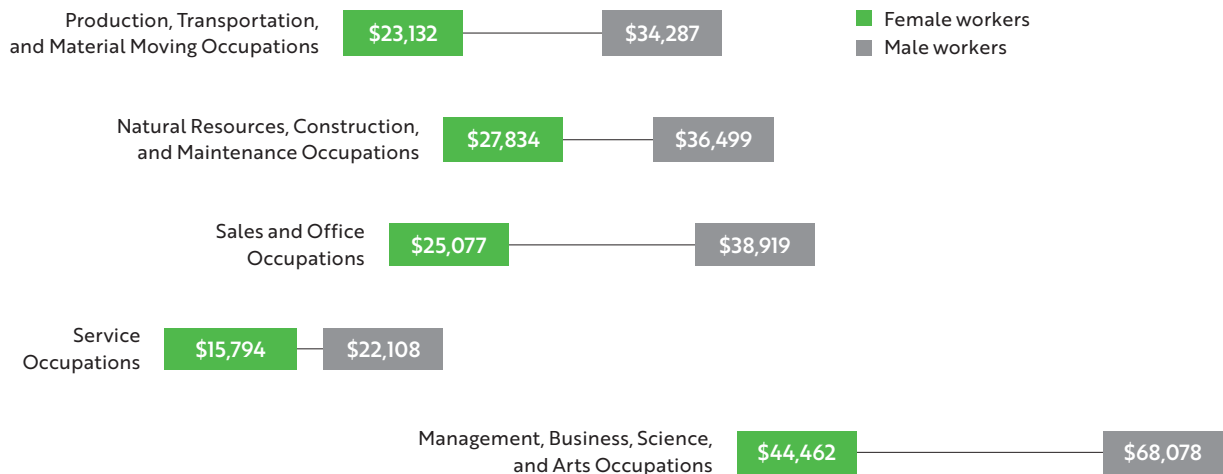 Production, Transportation,
and Material Moving Occupations
$23,132
$34,287
Female workers
Male workers
Natural Resources, Construction,
and Maintenance Occupations
$27,834
$36,499
Sales and Office
Occupations
$25,077
$38,919
Service
Occupations
$15,794
$22,108
Management, Business, Science,
and Arts Occupations
$44,462
$68,078